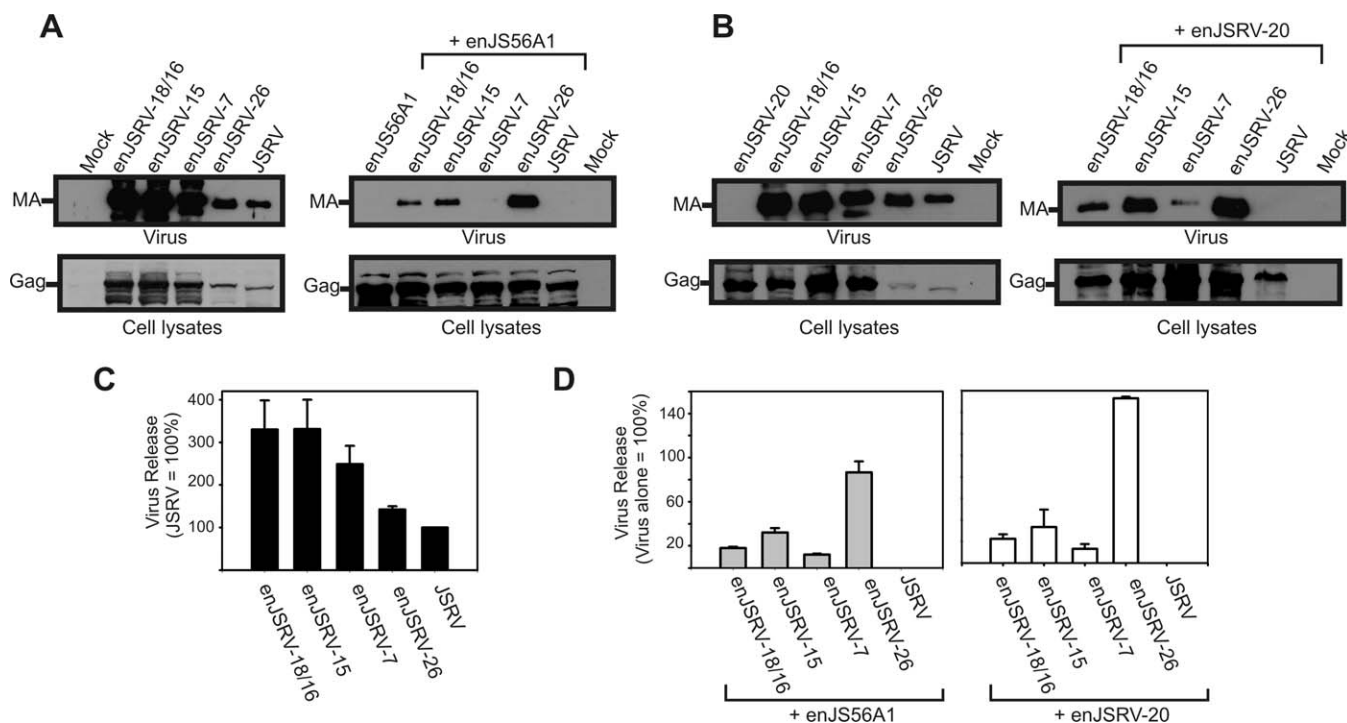 A
+ enJS56A1
Mock
enJSRV-18/16
enJSRV-15
enJSRV-7
enJSRV-26
JSRV
enJS56A1
enJSRV-18/16
enJSRV-15
enJSRV-7
enJSRV-26
JSRV
Mock
MA
MA
Virus
Virus
Gag
Gag
Cell lysates
Cell lysates
B
+ enJSRV-20
enJSRV-20
enJSRV-18/16
enJSRV-15
enJSRV-7
enJSRV-26
JSRV
Mock
enJSRV-18/16
enJSRV-15
enJSRV-7
enJSRV-26
JSRV
Mock
MA
MA
Virus
Virus
Gag
Gag
Cell lysates
Cell lysates
C
Virus Release
(JSRV = 100%)
400
300
200
100
enJSRV-18/16
enJSRV-15
enJSRV-7
enJSRV-26
JSRV
D
Virus Release
(Virus alone = 100%)
140
100
60
20
enJSRV-18/16
enJSRV-15
enJSRV-7
enJSRV-26
JSRV
+ enJS56A1
enJSRV-18/16
enJSRV-15
enJSRV-7
enJSRV-26
JSRV
+ enJSRV-20